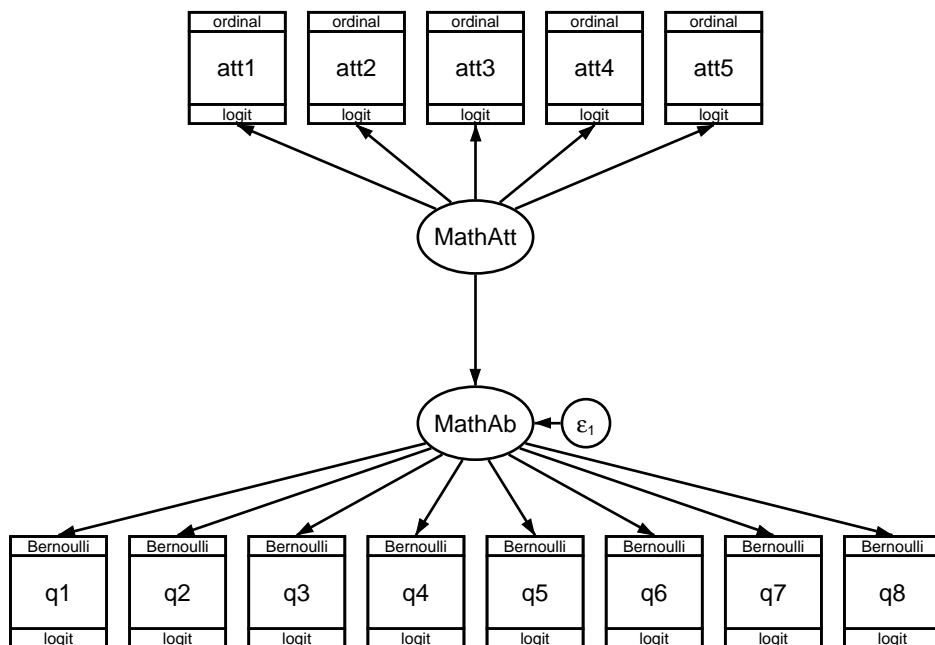 ordinal ordinal ordinal ordinal ordinal
att1 att2 att3 att4 att5
logit logit logit logit logit
MathAtt
MathAb ε₁
Bernoulli Bernoulli Bernoulli Bernoulli Bernoulli Bernoulli Bernoulli Bernoulli
q1 q2 q3 q4 q5 q6 q7 q8
logit logit logit logit logit logit logit logit